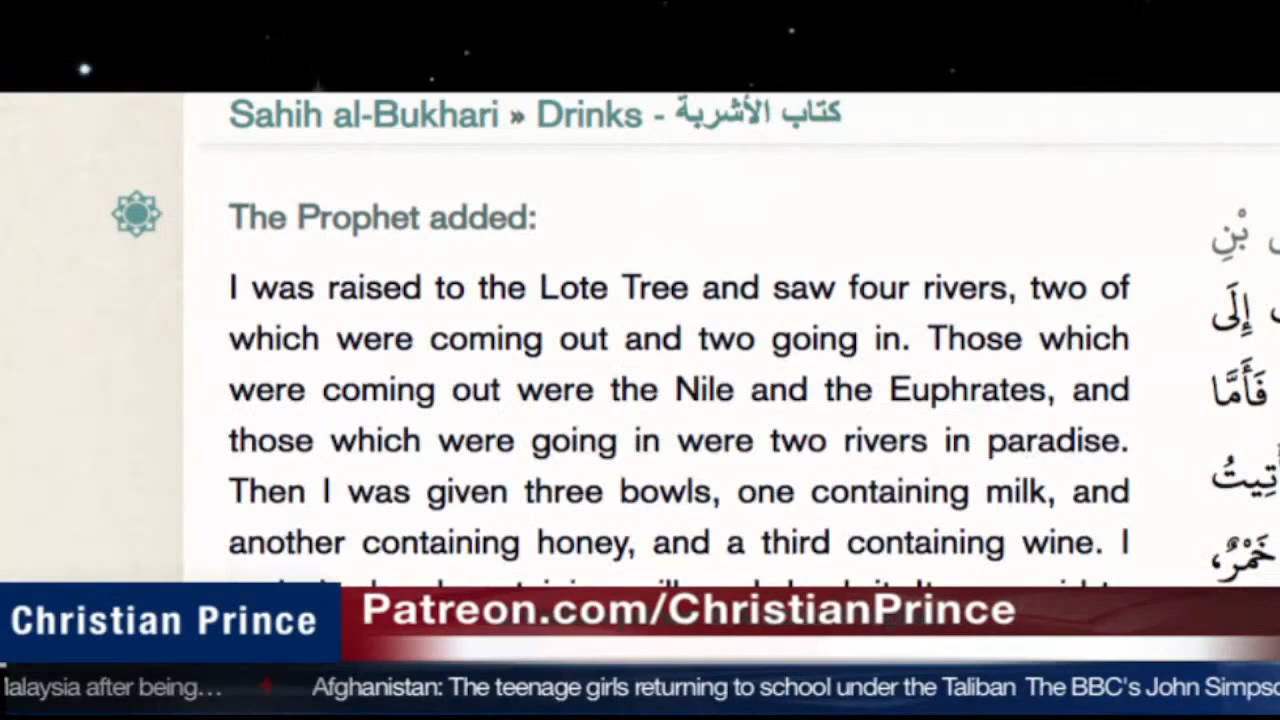 Sahih al-Bukhari » Drinks - كتاب الأشربة
The Prophet added:
I was raised to the Lote Tree and saw four rivers, two of
which were coming out and two going in. Those which
were coming out were the Nile and the Euphrates, and
those which were going in were two rivers in paradise.
Then I was given three bowls, one containing milk, and
another containing honey, and a third containing wine. I
بْنِ
إِلَى
فَأَمَّا
خَمْرٌ،
Christian Prince
Patreon.com/ChristianPrince
after being... Afghanistan: The teenage girls returning to school under the Taliban The BBC's John